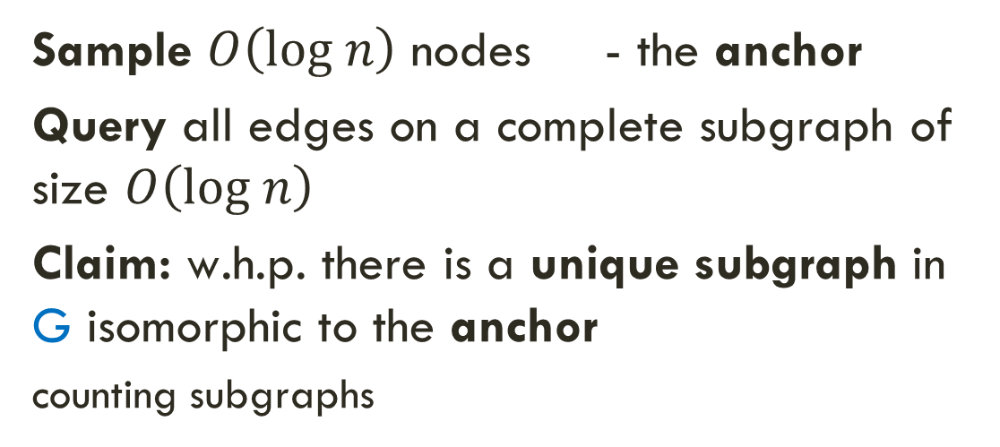 Sample O(log n) nodes - the anchor
Query all edges on a complete subgraph of
size O(log n)
Claim: w.h.p. there is a unique subgraph in
G isomorphic to the anchor
counting subgraphs